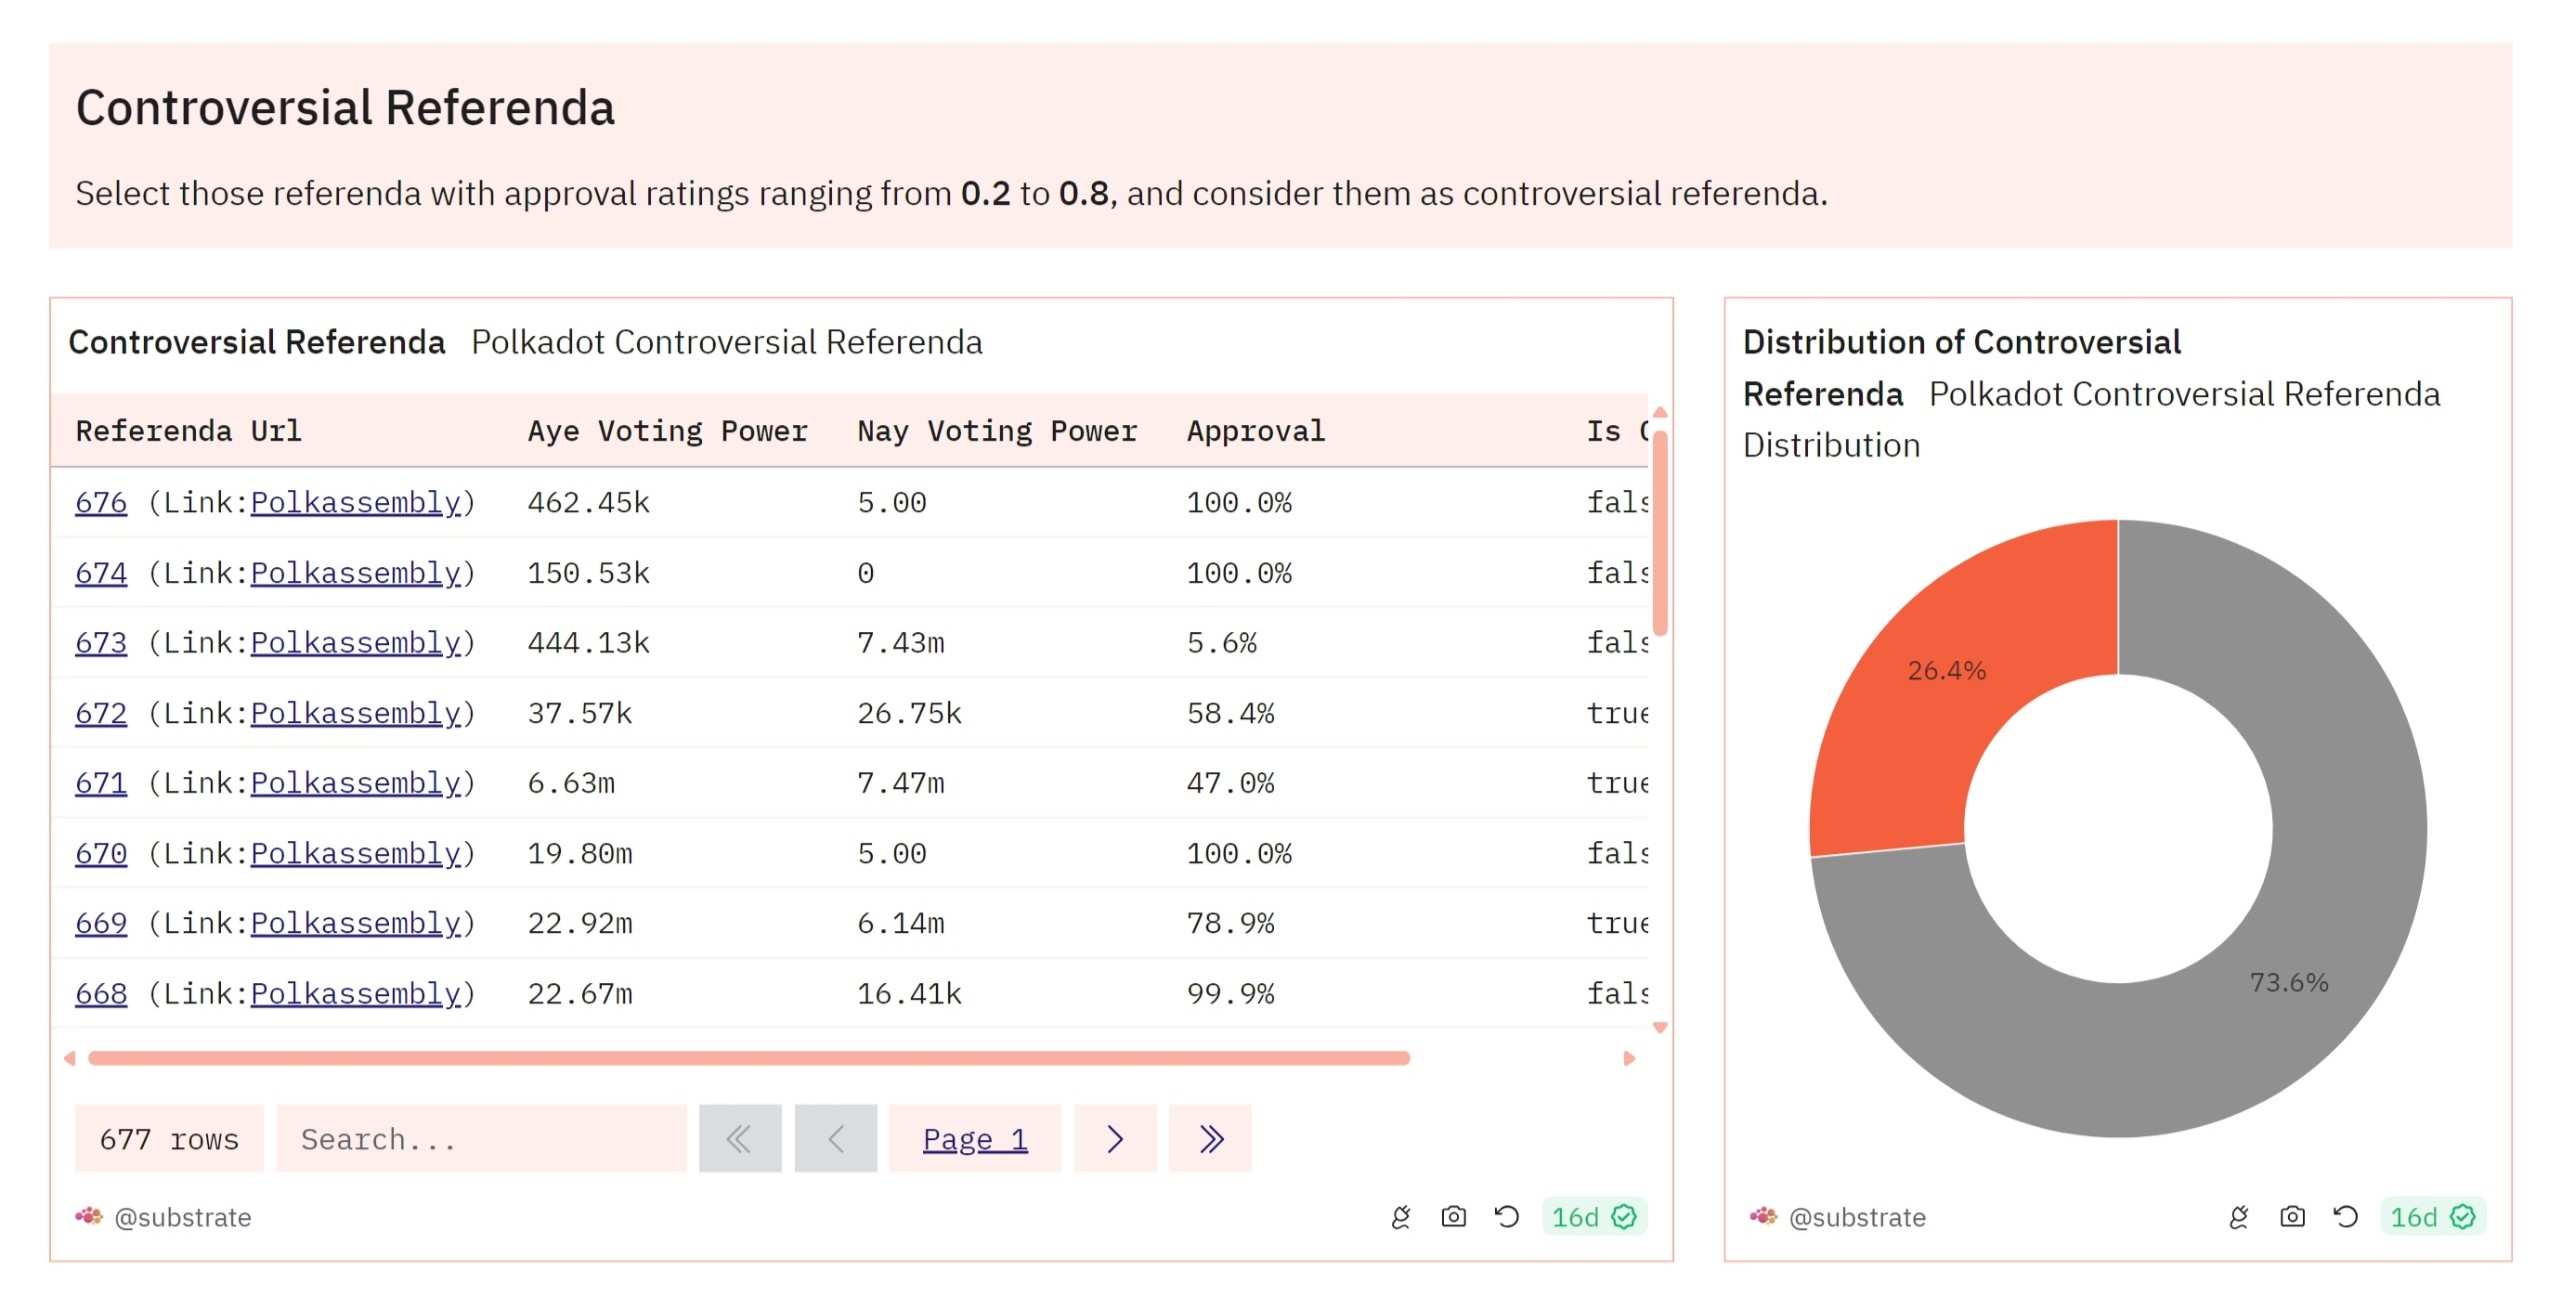 Controversial Referenda
Select those referenda with approval ratings ranging from 0.2 to 0.8, and consider them as controversial referenda.
Controversial Referenda Polkadot Controversial Referenda
Referenda Url Aye Voting Power Nay Voting Power Approval Is
676 (Link:Polkassembly) 462.45k 5.00 100.0% fals
674 (Link:Polkassembly) 150.53k 0 100.0% fals
673 (Link:Polkassembly) 444.13k 7.43m 5.6% fals
672 (Link:Polkassembly) 37.57k 26.75k 58.4% true
671 (Link:Polkassembly) 6.63m 7.47m 47.0% true
670 (Link:Polkassembly) 19.80m 5.00 100.0% fals
669 (Link:Polkassembly) 22.92m 6.14m 78.9% true
668 (Link:Polkassembly) 22.67m 16.41k 99.9% fals
677 rows Search... Page 1
@substrate 16d
Distribution of Controversial
Referenda Polkadot Controversial Referenda
Distribution
26.4%
73.6%
@substrate 16d